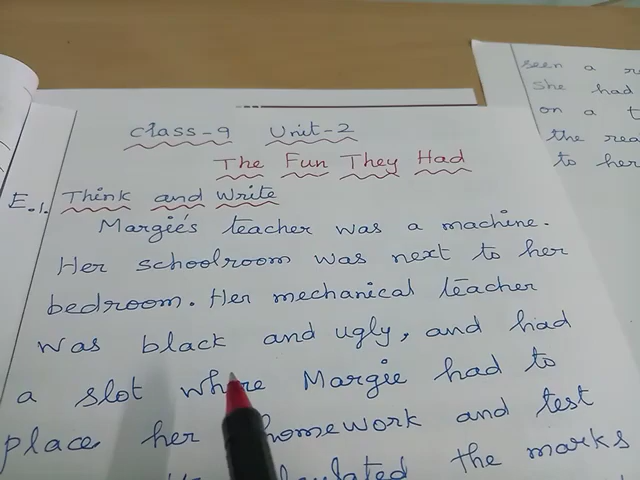 Class-9 Unit-2
The Fun They Had
E.1. Think and Write
Margie's teacher was a machine.
Her schoolroom was next to her
bedroom. Her mechanical teacher
was black and ugly, and had
a slot where Margie had to
place her homework and test
the marks
seen a
she had
on a
the
to her